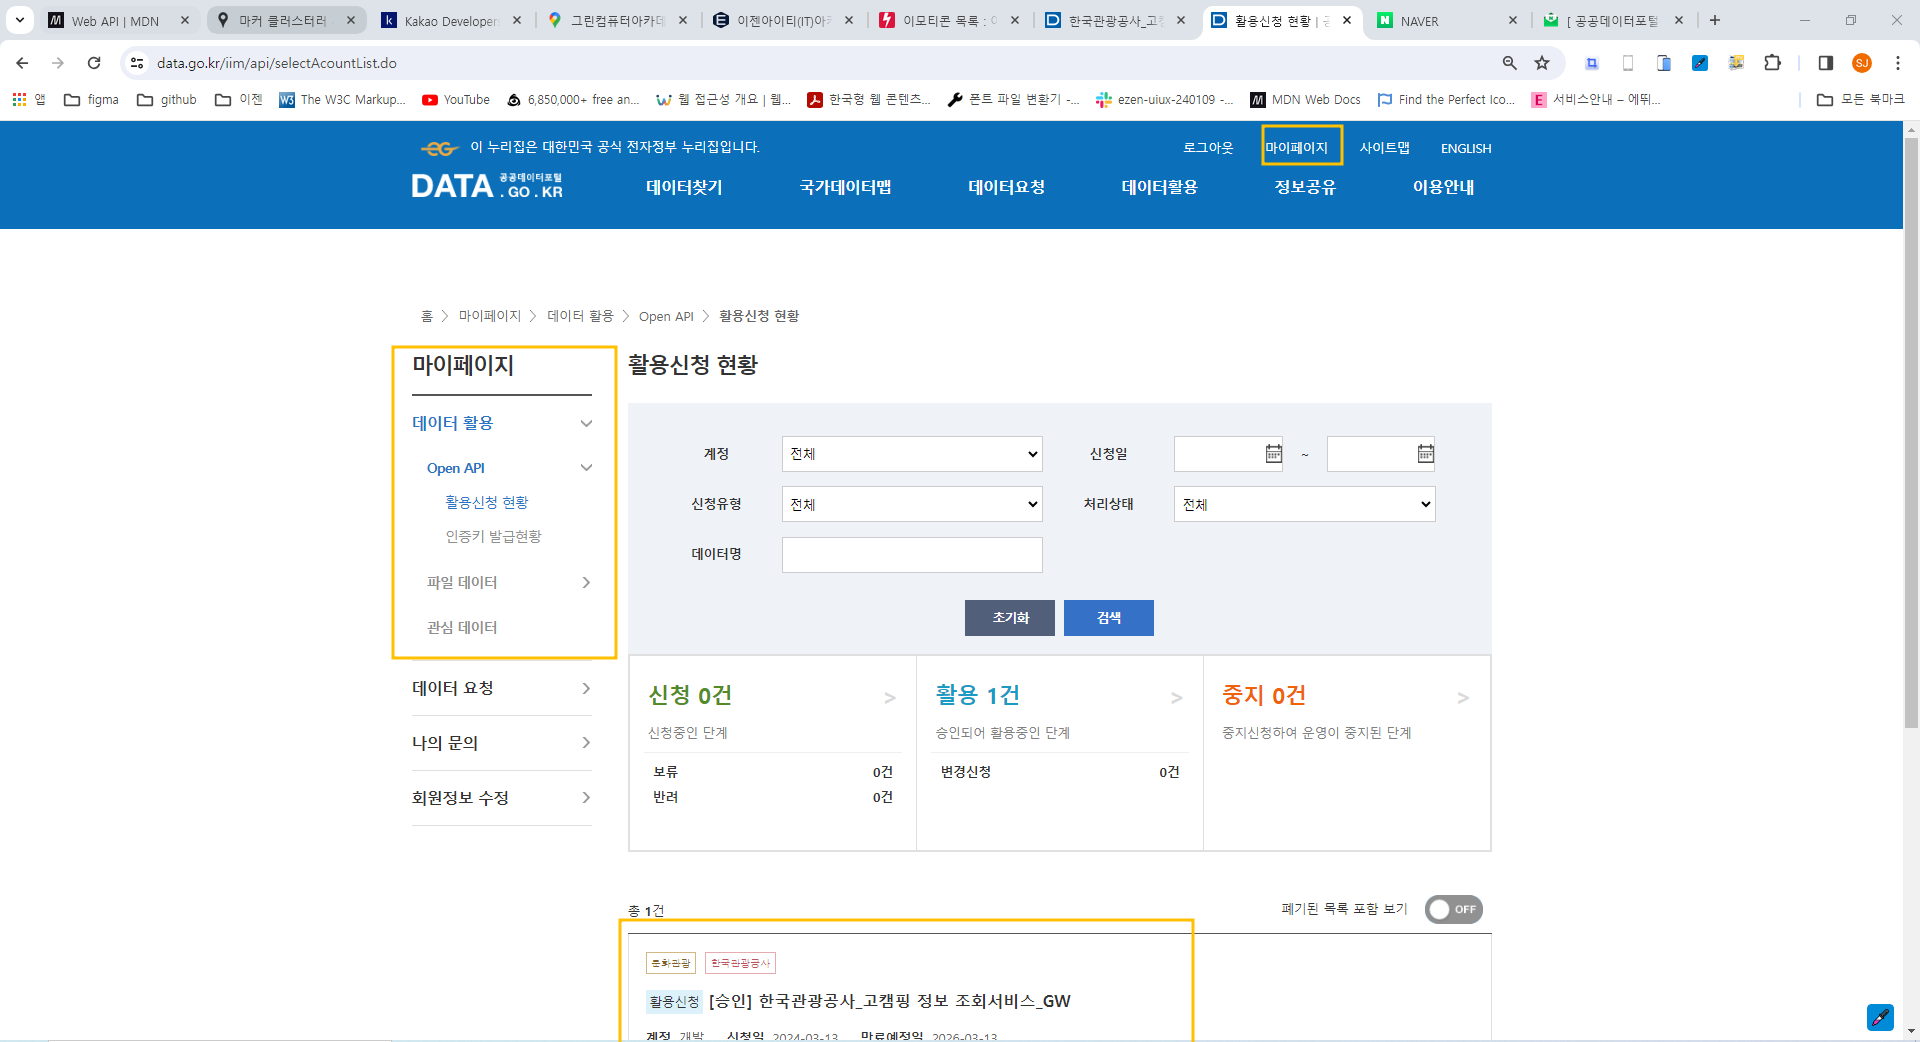 Web API | MDN
마커 클러스터러
Kakao Developer
그린컴퓨터아카데
이젠아이티(IT)아카
이모티콘 목록 : 이
한국관광공사_고캠
활용신청 현황 | 공
NAVER
[ 공공데이터포털
data.go.kr/iim/api/selectAcountList.do
SJ
앱
figma
github
이젠
The W3C Markup...
YouTube
6,850,000+ free an...
웹 접근성 개요 | 웹...
한국형 웹 콘텐츠...
폰트 파일 변환기 -...
ezen-uiux-240109 -...
MDN Web Docs
Find the Perfect Ico...
서비스안내 – 에뛰...
모든 북마크
이 누리집은 대한민국 공식 전자정부 누리집입니다.
로그아웃
마이페이지
사이트맵
ENGLISH
DATA 공공데이터포털 .GO.KR
데이터찾기
국가데이터맵
데이터요청
데이터활용
정보공유
이용안내
홈 > 마이페이지 > 데이터 활용 > Open API > 활용신청 현황
마이페이지
데이터 활용
Open API
활용신청 현황
인증키 발급현황
파일 데이터
관심 데이터
데이터 요청
나의 문의
회원정보 수정
활용신청 현황
계정
전체
신청일
~
신청유형
전체
처리상태
전체
데이터명
초기화
검색
신청 0건 >
신청중인 단계
보류 0건
반려 0건
활용 1건 >
승인되어 활용중인 단계
변경신청 0건
중지 0건 >
중지신청하여 운영이 중지된 단계
총 1건
폐기된 목록 포함 보기
OFF
문화관광
한국관광공사
활용신청 [승인] 한국관광공사_고캠핑 정보 조회서비스_GW
계정 개발 신청일 2024-03-13 만료예정일 2026-03-13